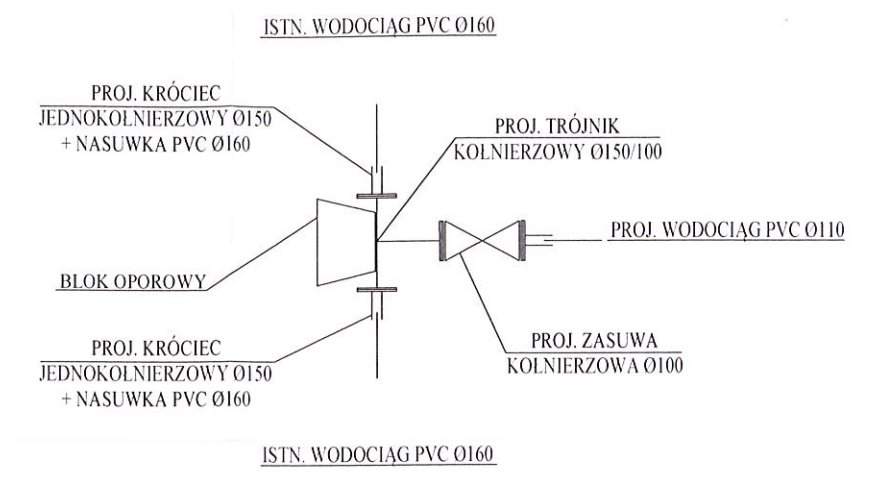 ISTN. WODOCIĄG PVC Ø160
PROJ. KRÓCIEC
JEDNOKOŁNIERZOWY Ø150
+ NASUWKA PVC Ø160
PROJ. TRÓJNIK
KOŁNIERZOWY Ø150/100
PROJ. WODOCIĄG PVC Ø110
BLOK OPOROWY
PROJ. ZASUWA
KOŁNIERZOWA Ø100
PROJ. KRÓCIEC
JEDNOKOŁNIERZOWY Ø150
+ NASUWKA PVC Ø160
ISTN. WODOCIĄG PVC Ø160